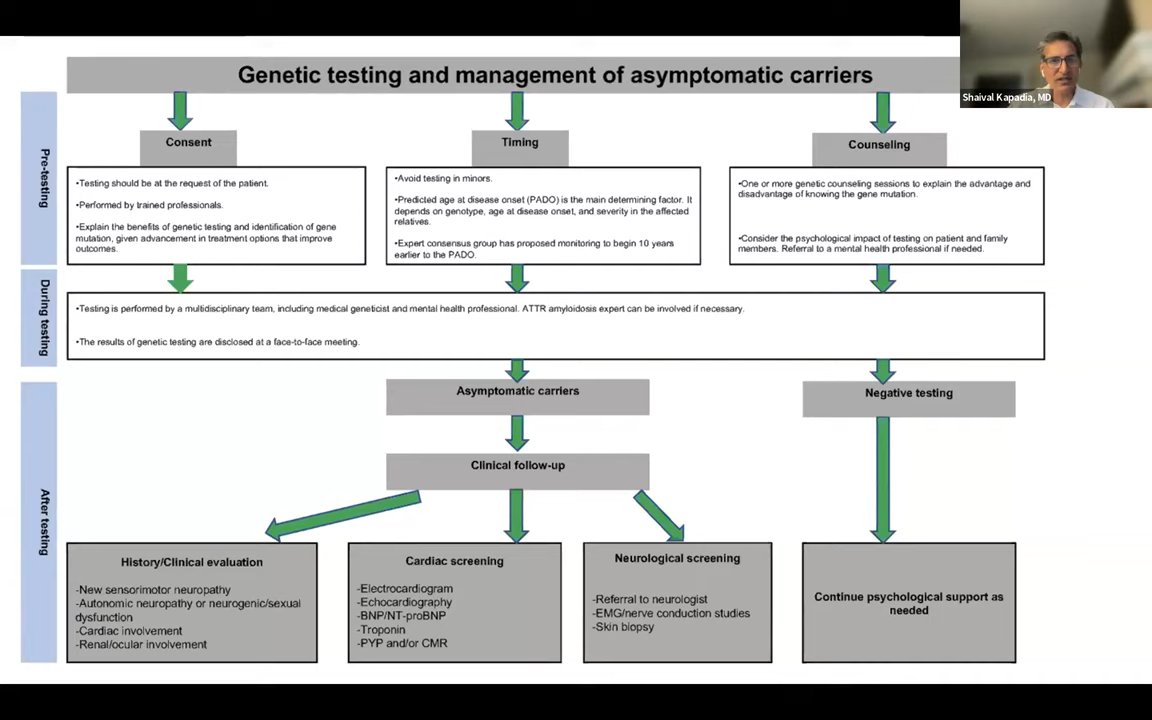 Genetic testing and management of asymptomatic carriers
Shaival Kapadia, MD
Pre-testing
Consent
•Testing should be at the request of the patient.
•Performed by trained professionals.
•Explain the benefits of genetic testing and identification of gene
mutation, given advancement in treatment options that improve
outcomes.
Timing
•Avoid testing in minors.
•Predicted age at disease onset (PADO) is the main determining factor. It
depends on genotype, age at disease onset, and severity in the affected
relatives.
•Expert consensus group has proposed monitoring to begin 10 years
earlier to the PADO.
Counseling
•One or more genetic counseling sessions to explain the advantage and
disadvantage of knowing the gene mutation.
•Consider the psychological impact of testing on patient and family
members. Referral to a mental health professional if needed.
During testing
•Testing is performed by a multidisciplinary team, including medical geneticist and mental health professional. ATTR amyloidosis expert can be involved if necessary.
•The results of genetic testing are disclosed at a face-to-face meeting.
After testing
Asymptomatic carriers
Negative testing
Clinical follow-up
History/Clinical evaluation
-New sensorimotor neuropathy
-Autonomic neuropathy or neurogenic/sexual
dysfunction
-Cardiac involvement
-Renal/ocular involvement
Cardiac screening
-Electrocardiogram
-Echocardiography
-BNP/NT-proBNP
-Troponin
-PYP and/or CMR
Neurological screening
-Referral to neurologist
-EMG/nerve conduction studies
-Skin biopsy
Continue psychological support as
needed